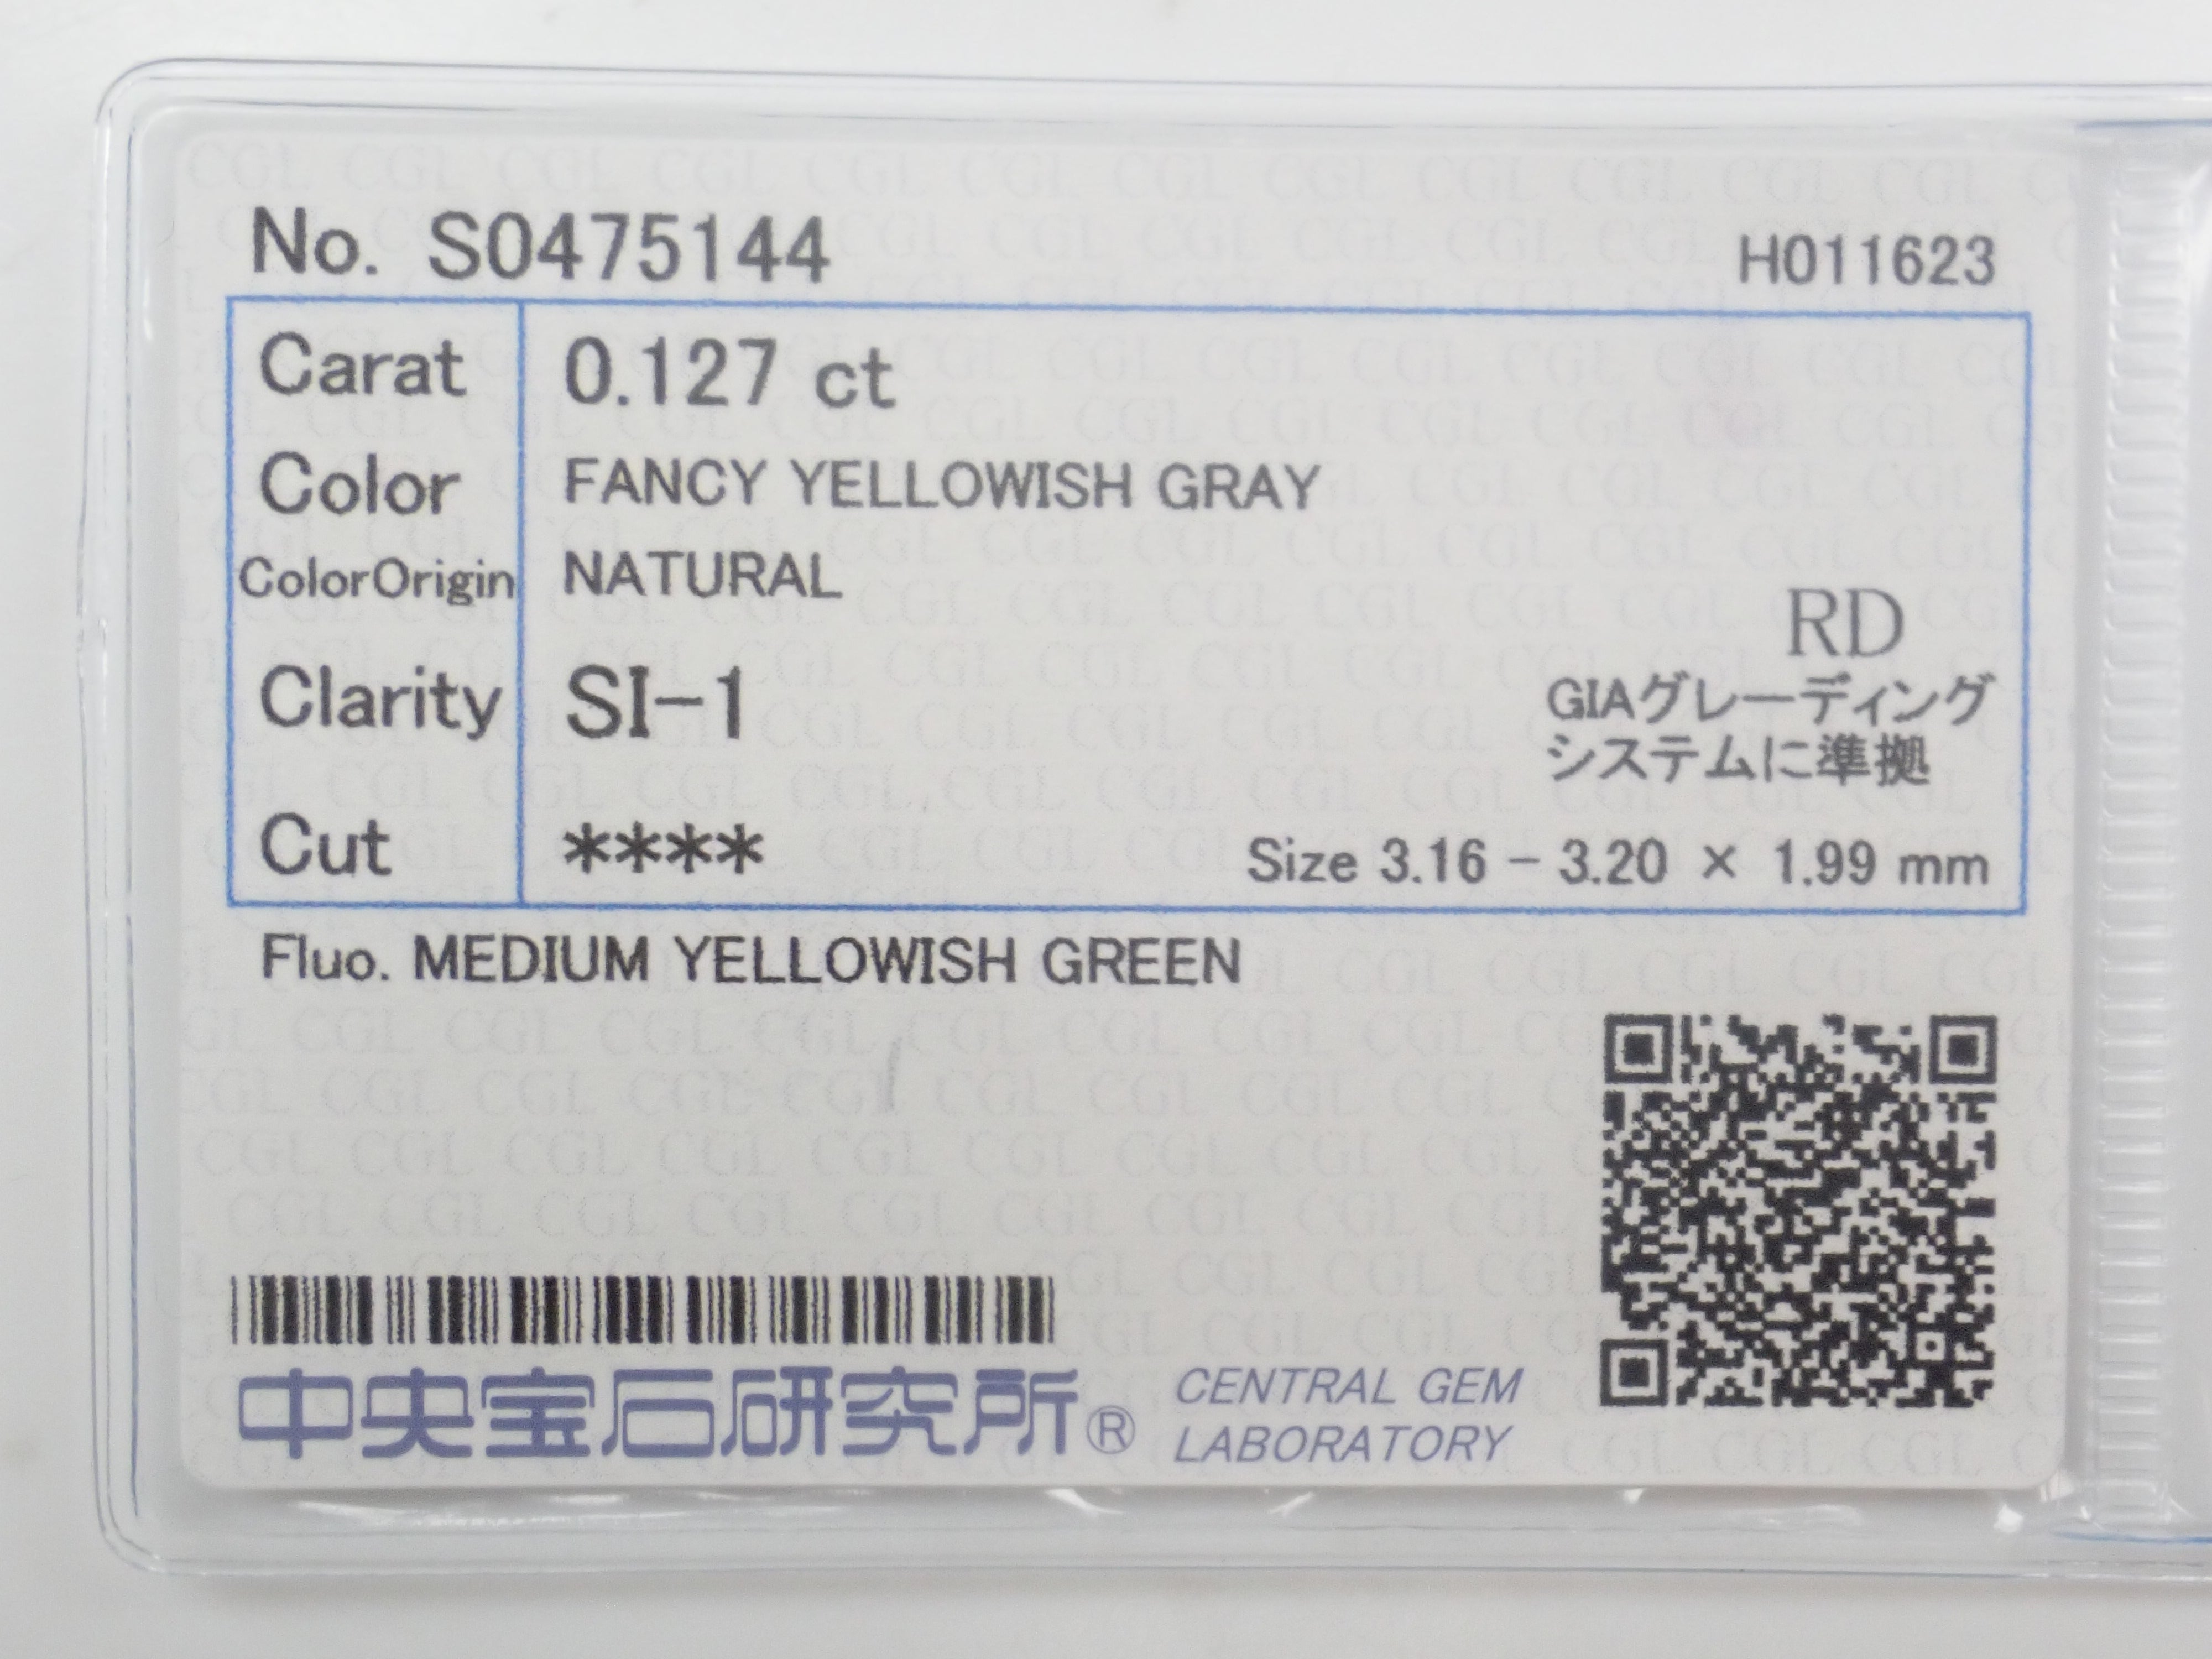 No. S0475144
H011623
Carat 0.127 ct
Color FANCY YELLOWISH GRAY
ColorOrigin NATURAL
RD
Clarity SI-1
GIAグレーディング
システムに準拠
Cut ****
Size 3.16 - 3.20 × 1.99 mm
Fluo. MEDIUM YELLOWISH GREEN
中央宝石研究所®
CENTRAL GEM
LABORATORY